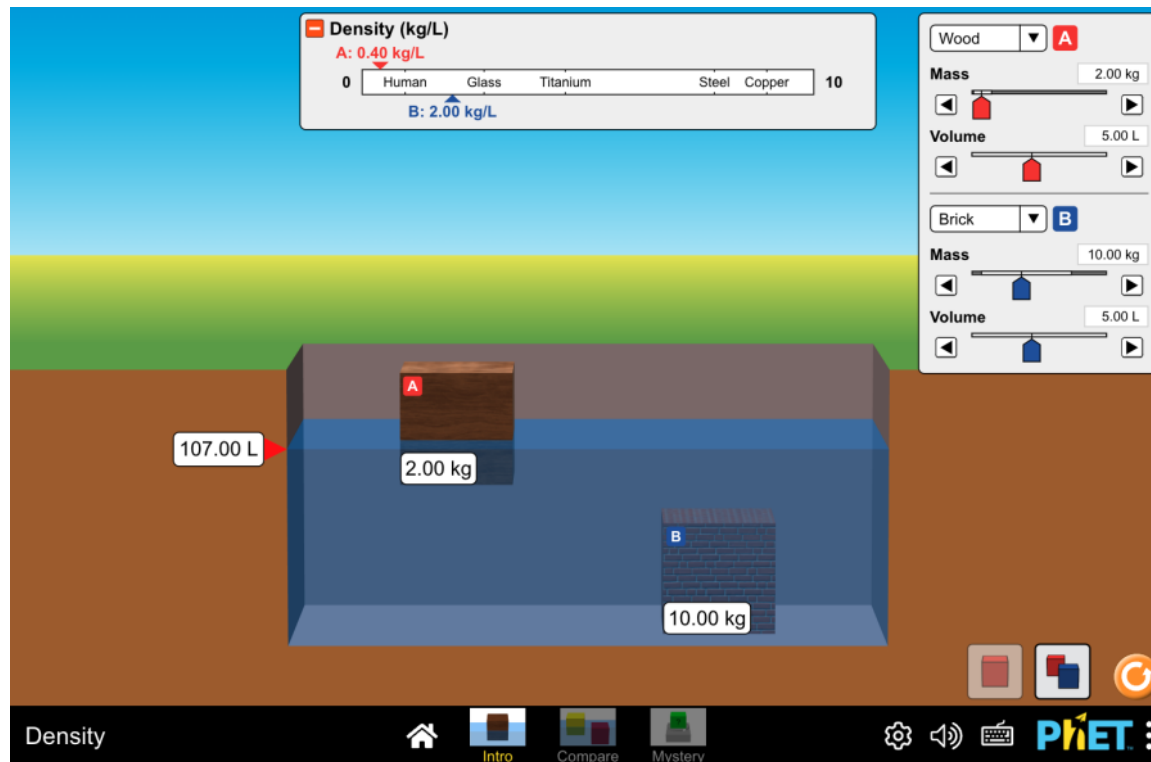 Density (kg/L)
A: 0.40 kg/L
0 Human Glass Titanium Steel Copper 10
B: 2.00 kg/L
Wood A
Mass 2.00 kg
Volume 5.00 L
Brick B
Mass 10.00 kg
Volume 5.00 L
A
107.00 L
2.00 kg
B
10.00 kg
Density
Intro
Compare
Mystery
PhET